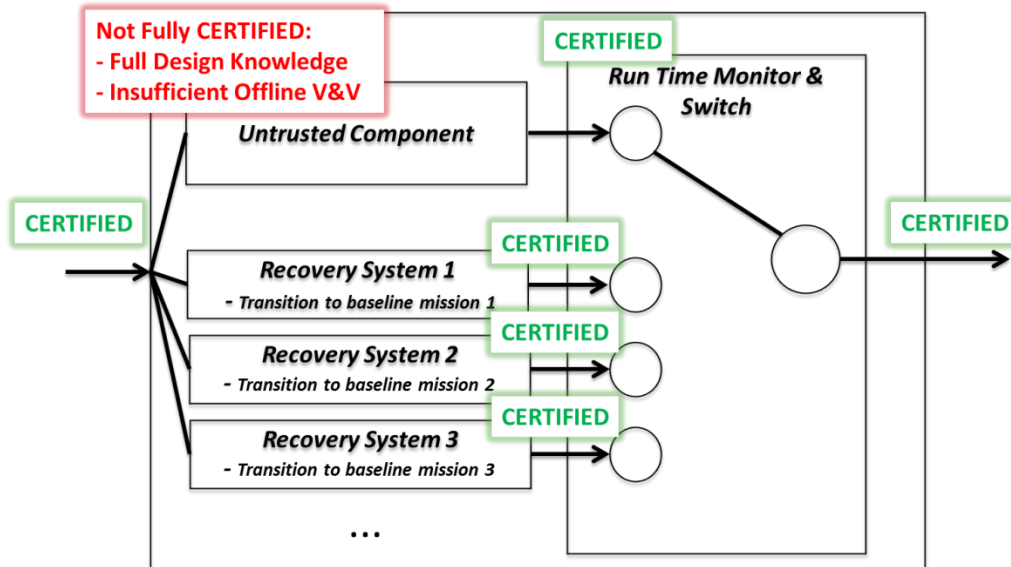 Not Fully CERTIFIED:
- Full Design Knowledge
- Insufficient Offline V&V
CERTIFIED
Run Time Monitor &
Switch
Untrusted Component
CERTIFIED
CERTIFIED
CERTIFIED
Recovery System 1
- Transition to baseline mission 1
CERTIFIED
Recovery System 2
- Transition to baseline mission 2
CERTIFIED
Recovery System 3
- Transition to baseline mission 3
...